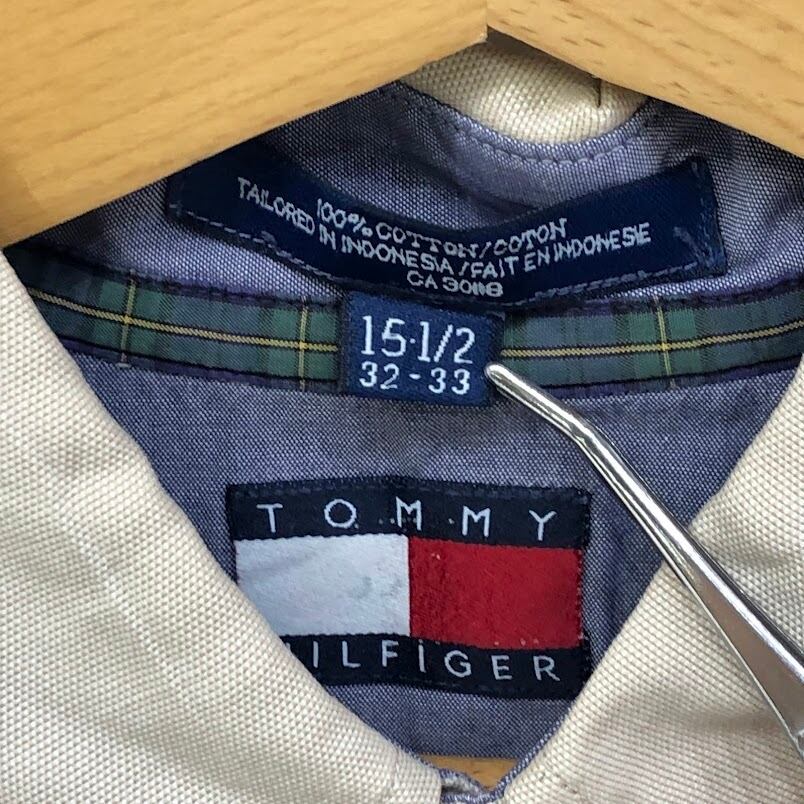 100% COTTON/COTON
TAILORED IN INDONESIA / FAIT EN INDONESIE
CA 30118
15·1/2
32-33
TOMMY
HILFIGER